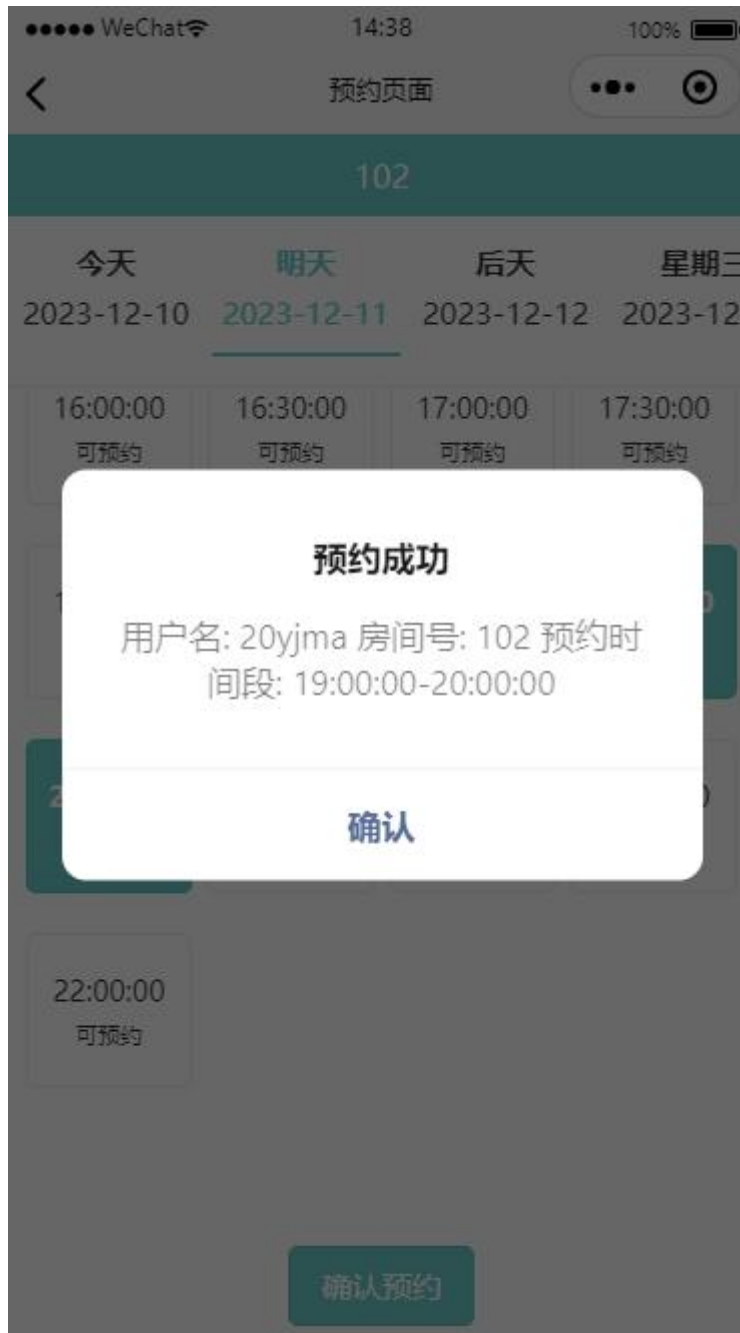 WeChat 14:38 100%
预约页面
102
今天 明天 后天 星期三
2023-12-10 2023-12-11 2023-12-12 2023-12
16:00:00 16:30:00 17:00:00 17:30:00
可预约 可预约 可预约 可预约
预约成功
用户名: 20yjma 房间号: 102 预约时
间段: 19:00:00-20:00:00
确认
22:00:00
可预约
确认预约